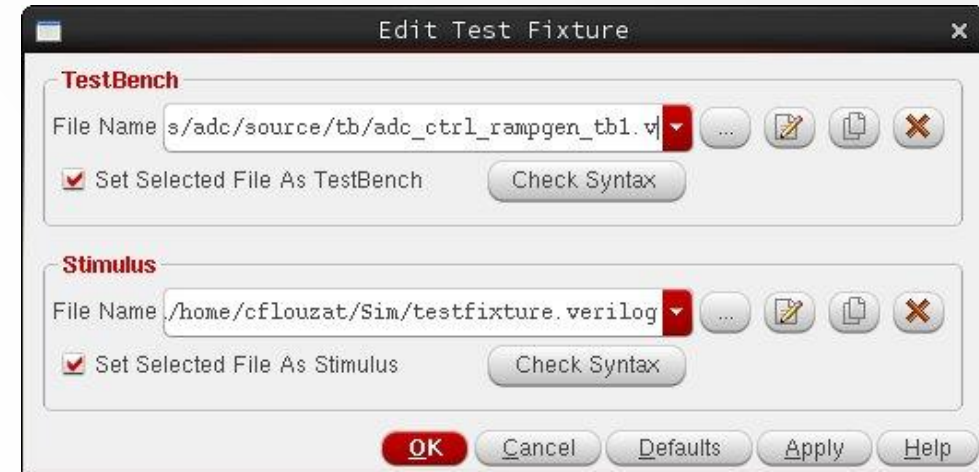 Edit Test Fixture
TestBench
File Name s/adc/source/tb/adc_ctrl_rampgen_tb1.v ...
Set Selected File As TestBench Check Syntax
Stimulus
File Name ./home/cflouzat/Sim/testfixture.verilog ...
Set Selected File As Stimulus Check Syntax
OK Cancel Defaults Apply Help